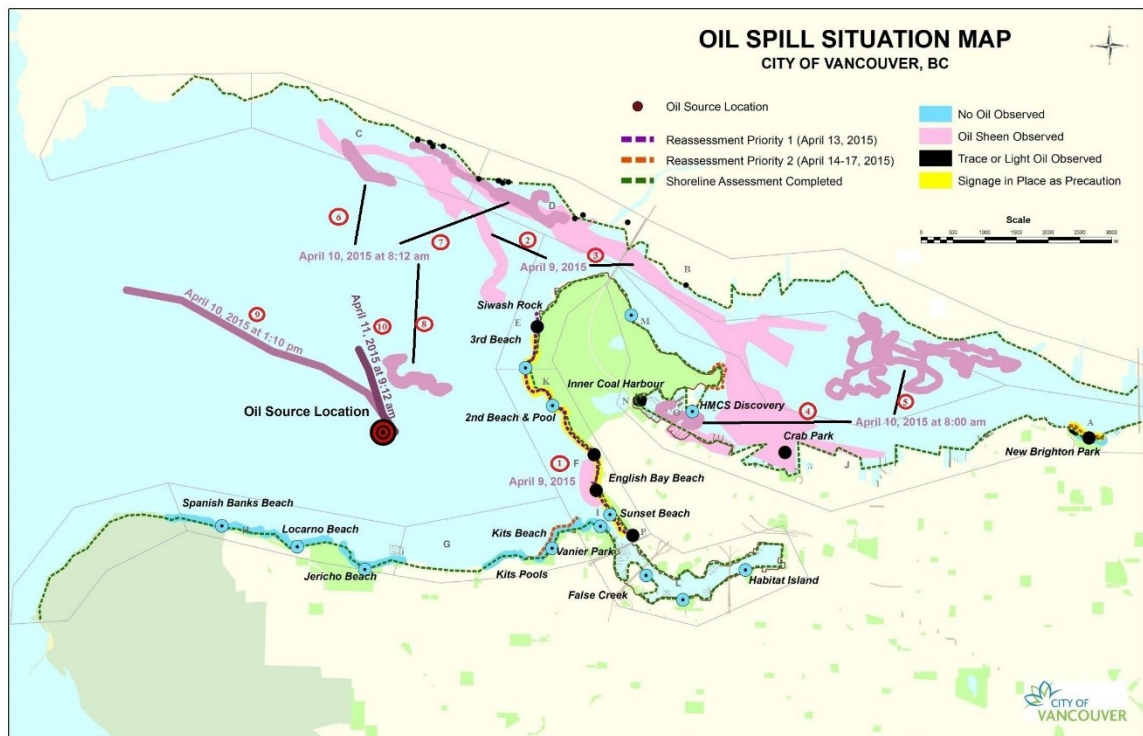 OIL SPILL SITUATION MAP
CITY OF VANCOUVER, BC
Oil Source Location
Reassessment Priority 1 (April 13, 2015)
Reassessment Priority 2 (April 14-17, 2015)
Shoreline Assessment Completed
No Oil Observed
Oil Sheen Observed
Trace or Light Oil Observed
Signage in Place as Precaution
Scale
0 500 1000 1500 2000 2500 3000
C
D
B
6
7
2
3
April 10, 2015 at 8:12 am
April 9, 2015
9
10
8
April 10, 2015 at 1:10 pm
April 11, 2015 at 9:12 am
Siwash Rock
E
3rd Beach
M
K
Inner Coal Harbour
N
O
HMCS Discovery
4
5
April 10, 2015 at 8:00 am
2nd Beach & Pool
Oil Source Location
Crab Park
J
A
New Brighton Park
1
F
April 9, 2015
English Bay Beach
Spanish Banks Beach
Sunset Beach
Locarno Beach
Kits Beach
I
P
G
Vanier Park
Jericho Beach
Kits Pools
L
Habitat Island
False Creek
CITY OF
VANCOUVER